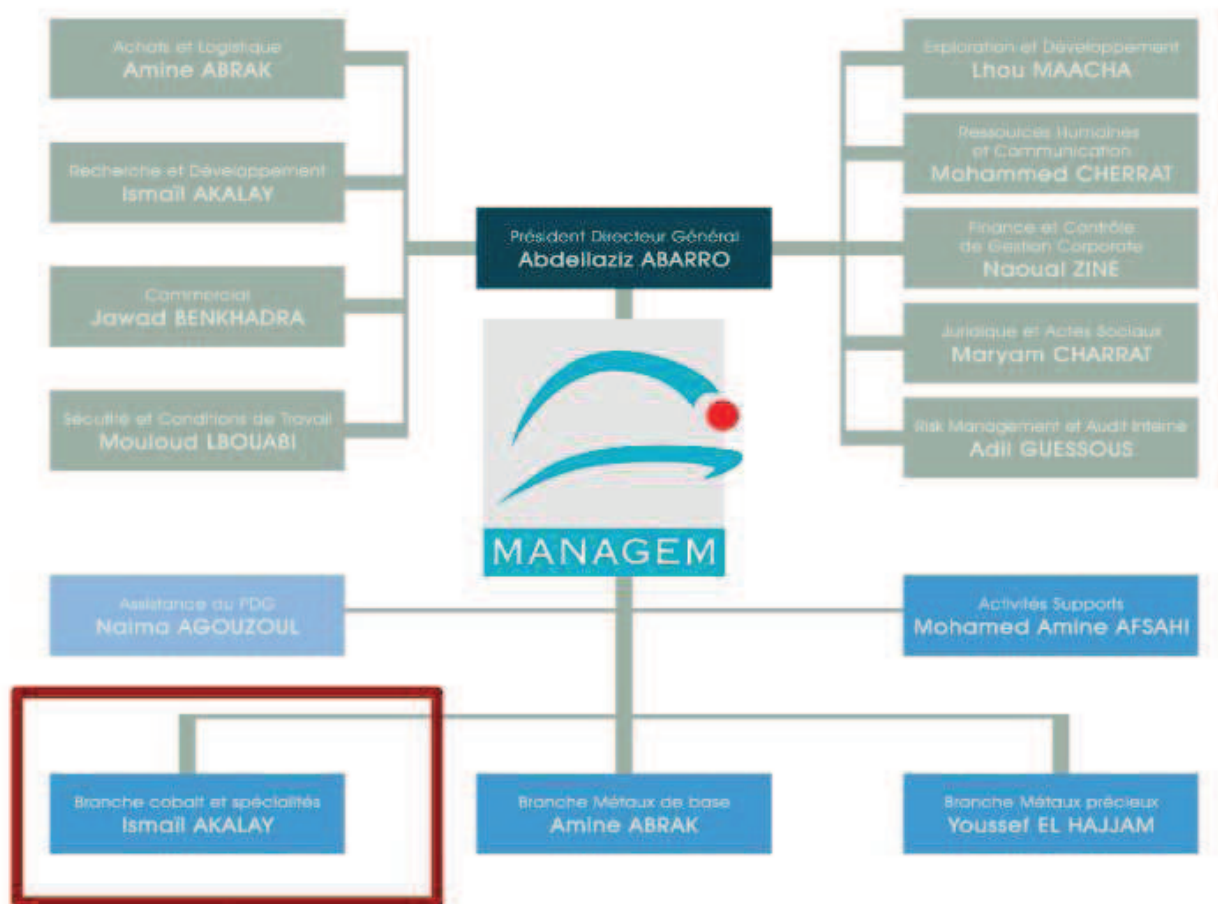 Achats et Logistique
Amine ABRAK
Recherche et Développement
Ismaïl AKALAY
Commercial
Jawad BENKHADRA
Sécurité et Conditions de Travail
Mouloud LBOUABI
Président Directeur Général
Abdellaziz ABARRO
MANAGEM
Exploration et Développement
Lhou MAACHA
Ressources Humaines
et Communication
Mohammed CHERRAT
Finance et Contrôle
de Gestion Corporate
Naoual ZINE
Juridique et Actes Sociaux
Maryam CHARRAT
Risk Management et Audit Interne
Adil GUESSOUS
Assistance du PDG
Naima AGOUZOUL
Activités Supports
Mohamed Amine AFSAHI
Branche cobalt et spécialités
Ismaïl AKALAY
Branche Métaux de base
Amine ABRAK
Branche Métaux précieux
Youssef EL HAJJAM